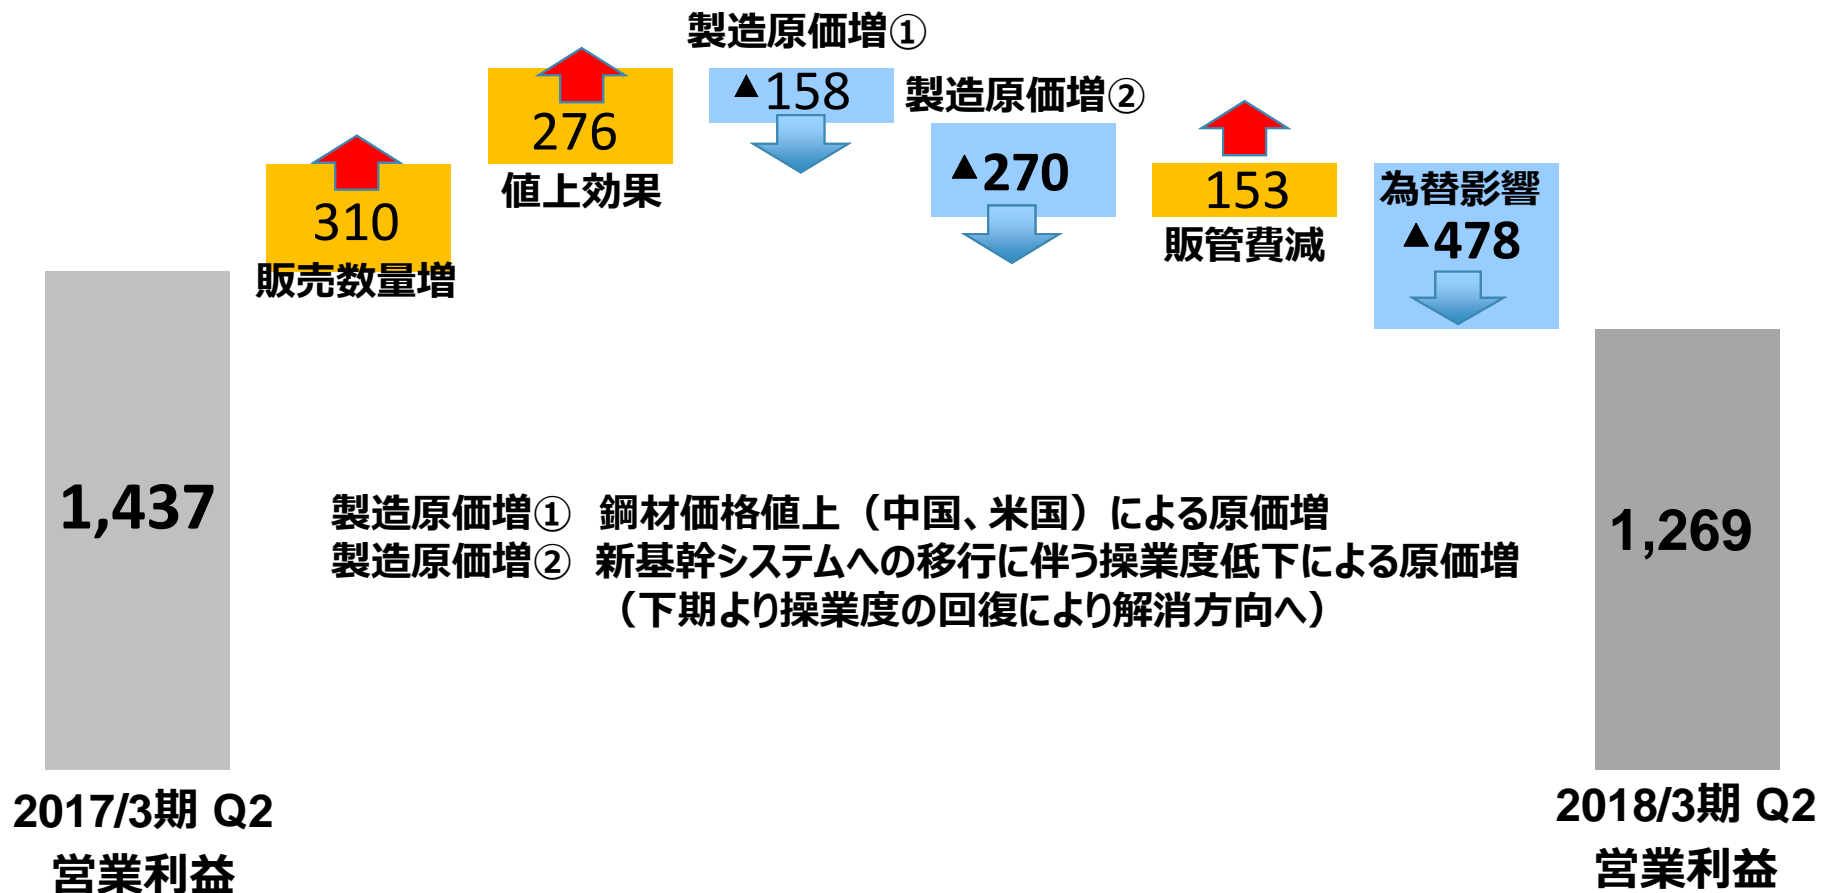 製造原価増①
▲158
製造原価増②
276
値上効果
▲270
153
販管費減
為替影響
▲478
310
販売数量増
1,437
製造原価増① 鋼材価格値上（中国、米国）による原価増
製造原価増② 新基幹システムへの移行に伴う操業度低下による原価増
（下期より操業度の回復により解消方向へ）
1,269
2017/3期 Q2
営業利益
2018/3期 Q2
営業利益